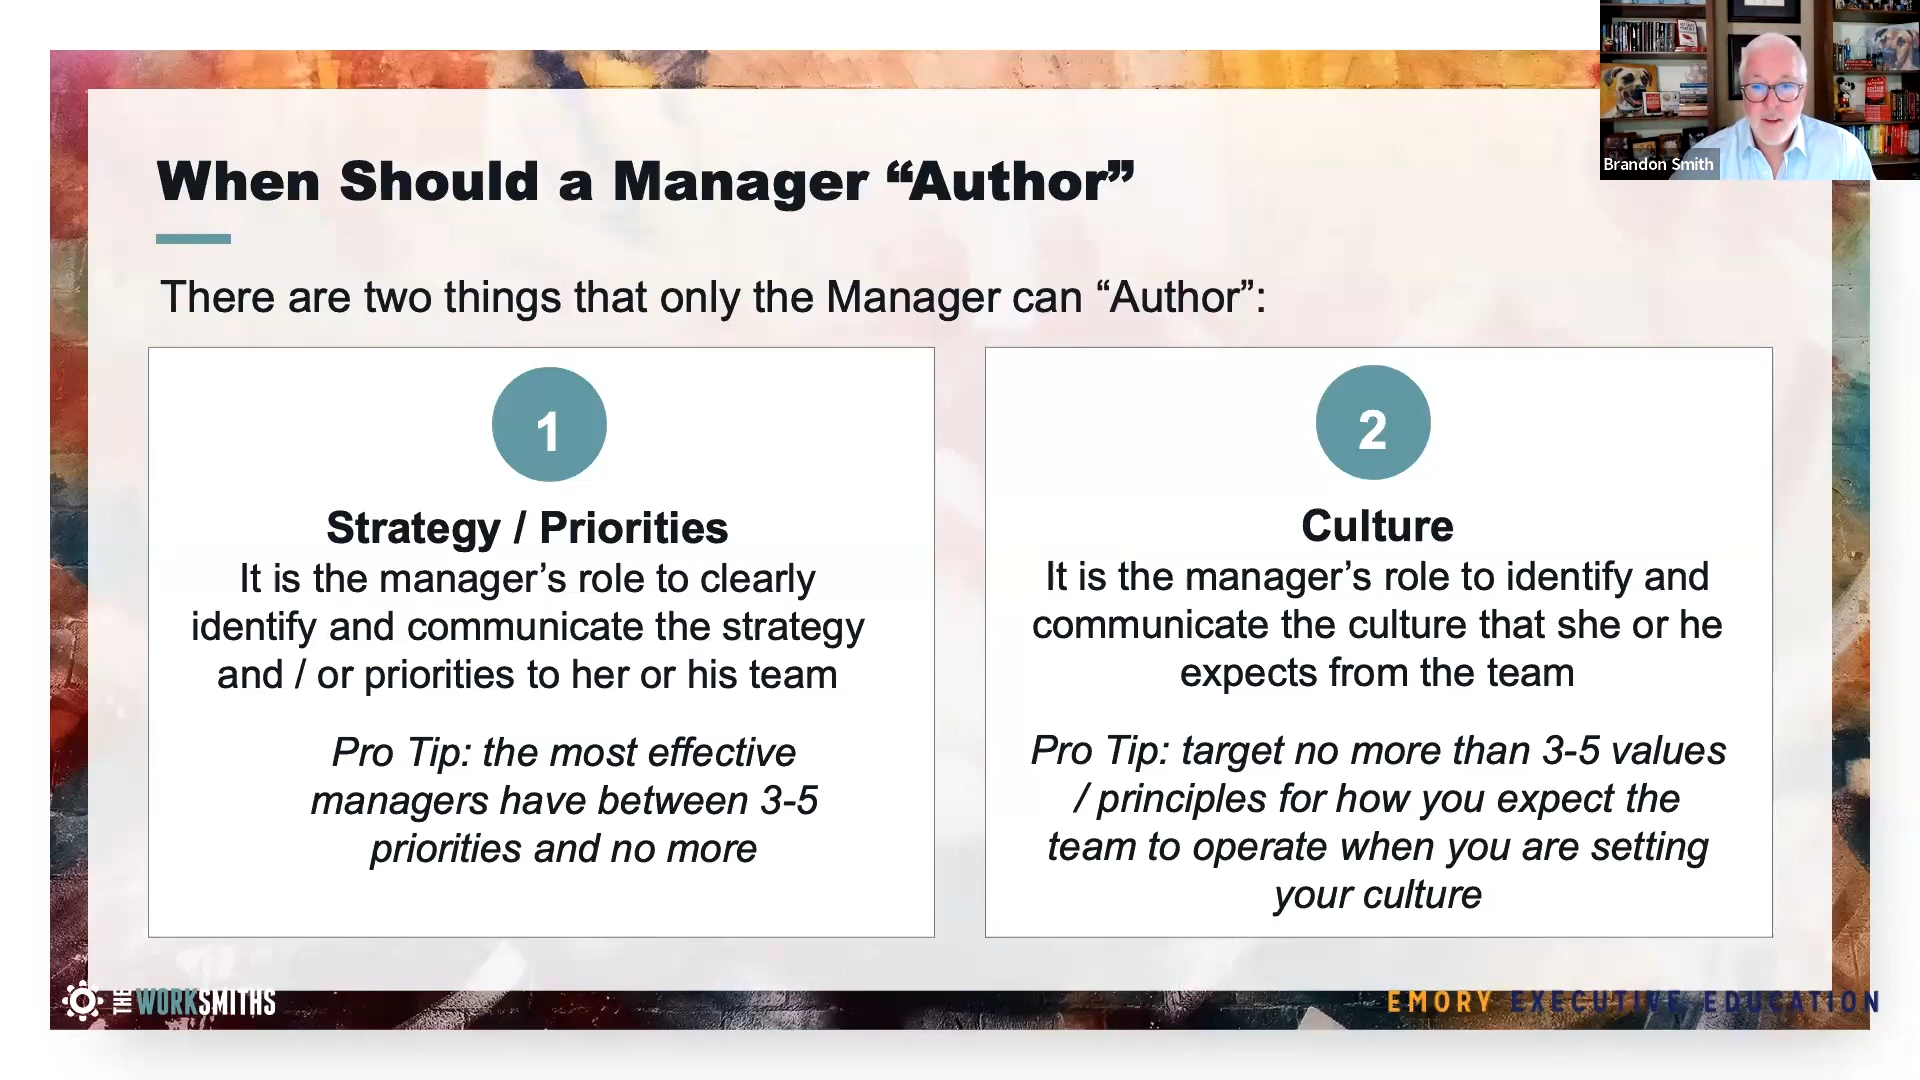 When Should a Manager “Author”
There are two things that only the Manager can “Author”:
1
Strategy / Priorities
It is the manager’s role to clearly
identify and communicate the strategy
and / or priorities to her or his team
Pro Tip: the most effective
managers have between 3-5
priorities and no more
2
Culture
It is the manager’s role to identify and
communicate the culture that she or he
expects from the team
Pro Tip: target no more than 3-5 values
/ principles for how you expect the
team to operate when you are setting
your culture
Brandon Smith
THE WORKSMITHS
EMORY EXECUTIVE EDUCATION